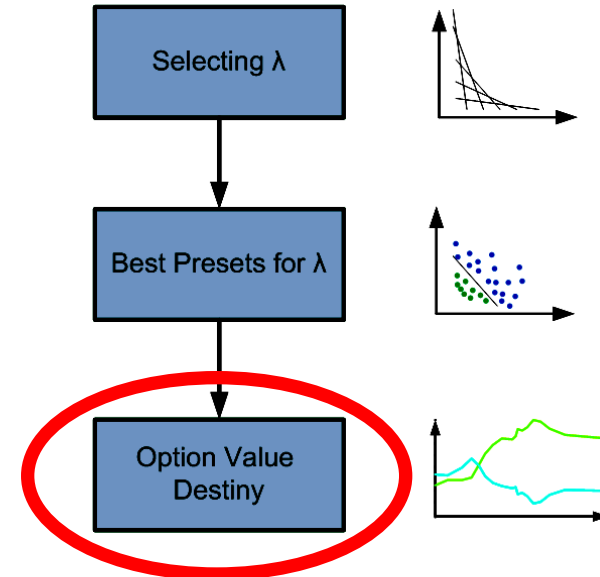 Selecting λ
Best Presets for λ
Option Value
Destiny